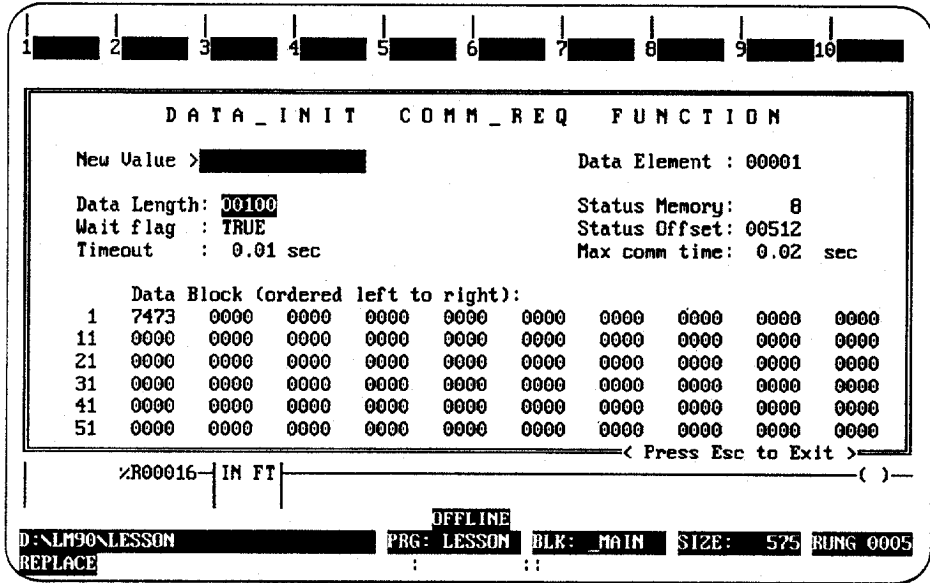 1 2 3 4 5 6 7 8 9 10
DATA_INIT COMM_REQ FUNCTION
New Value > Data Element : 00001
Data Length: 00100 Status Memory: 8
Wait flag : TRUE Status Offset: 00512
Timeout : 0.01 sec Max comm time: 0.02 sec
Data Block (ordered left to right):
1 7473 0000 0000 0000 0000 0000 0000 0000 0000 0000
11 0000 0000 0000 0000 0000 0000 0000 0000 0000 0000
21 0000 0000 0000 0000 0000 0000 0000 0000 0000 0000
31 0000 0000 0000 0000 0000 0000 0000 0000 0000 0000
41 0000 0000 0000 0000 0000 0000 0000 0000 0000 0000
51 0000 0000 0000 0000 0000 0000 0000 0000 0000 0000
< Press Esc to Exit >
%R00016 IN FT ( )
OFFLINE
D:\LM90\LESSON PRG: LESSON BLK: _MAIN SIZE: 575 RUNG 0005
REPLACE : ::